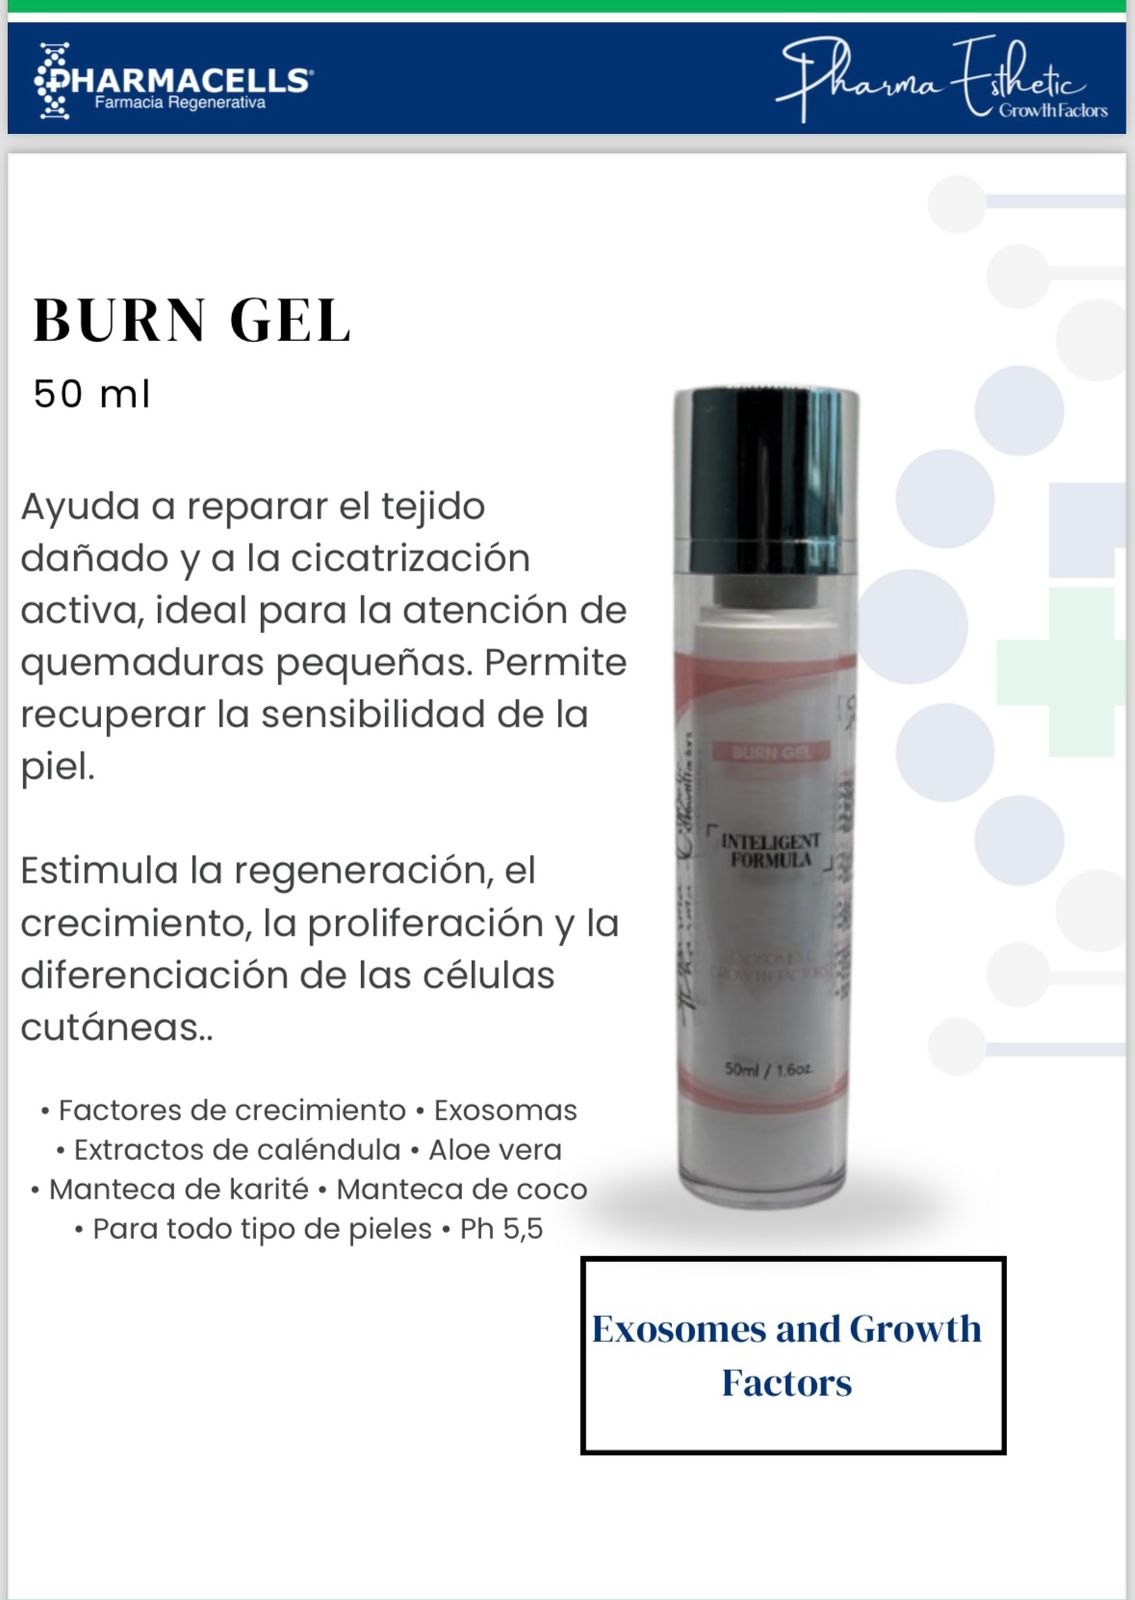 PHARMACELLS®
Farmacia Regenerativa
Pharma Esthetic
Growth Factors
BURN GEL
50 ml
Ayuda a reparar el tejido
dañado y a la cicatrización
activa, ideal para la atención de
quemaduras pequeñas. Permite
recuperar la sensibilidad de la
piel.
Estimula la regeneración, el
crecimiento, la proliferación y la
diferenciación de las células
cutáneas..
• Factores de crecimiento • Exosomas
• Extractos de caléndula • Aloe vera
• Manteca de karité • Manteca de coco
• Para todo tipo de pieles • Ph 5,5
BURN GEL
INTELIGENT
FORMULA
EXOSOMES &
GROWTH FACTORS
50ml / 1.6oz.
Exosomes and Growth
Factors